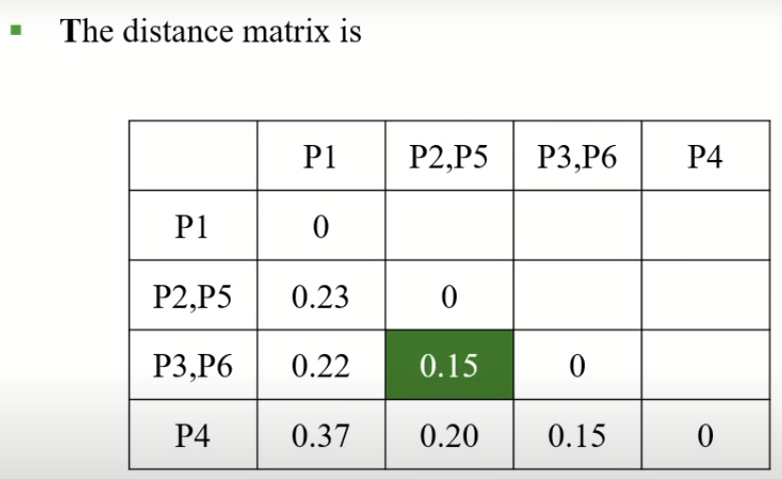 The distance matrix is
P1 P2,P5 P3,P6 P4
P1 0
P2,P5 0.23 0
P3,P6 0.22 0.15 0
P4 0.37 0.20 0.15 0